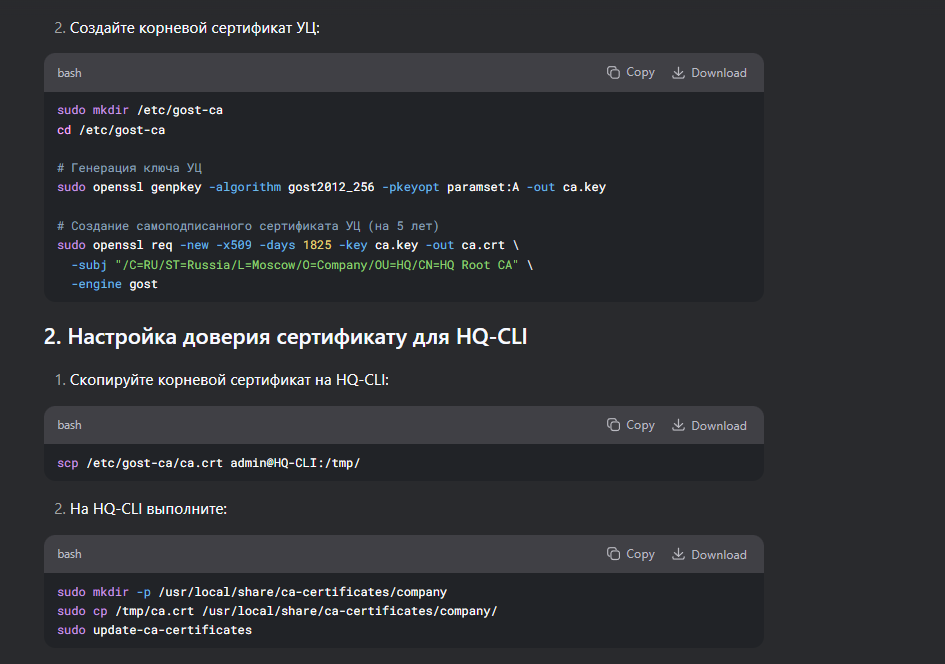 2. Создайте корневой сертификат УЦ:
bash Copy Download
sudo mkdir /etc/gost-ca
cd /etc/gost-ca
# Генерация ключа УЦ
sudo openssl genpkey -algorithm gost2012_256 -pkeyopt paramset:A -out ca.key
# Создание самоподписанного сертификата УЦ (на 5 лет)
sudo openssl req -new -x509 -days 1825 -key ca.key -out ca.crt \
-subj "/C=RU/ST=Russia/L=Moscow/O=Company/OU=HQ/CN=HQ Root CA" \
-engine gost
2. Настройка доверия сертификату для HQ-CLI
1. Скопируйте корневой сертификат на HQ-CLI:
bash Copy Download
scp /etc/gost-ca/ca.crt admin@HQ-CLI:/tmp/
2. На HQ-CLI выполните:
bash Copy Download
sudo mkdir -p /usr/local/share/ca-certificates/company
sudo cp /tmp/ca.crt /usr/local/share/ca-certificates/company/
sudo update-ca-certificates